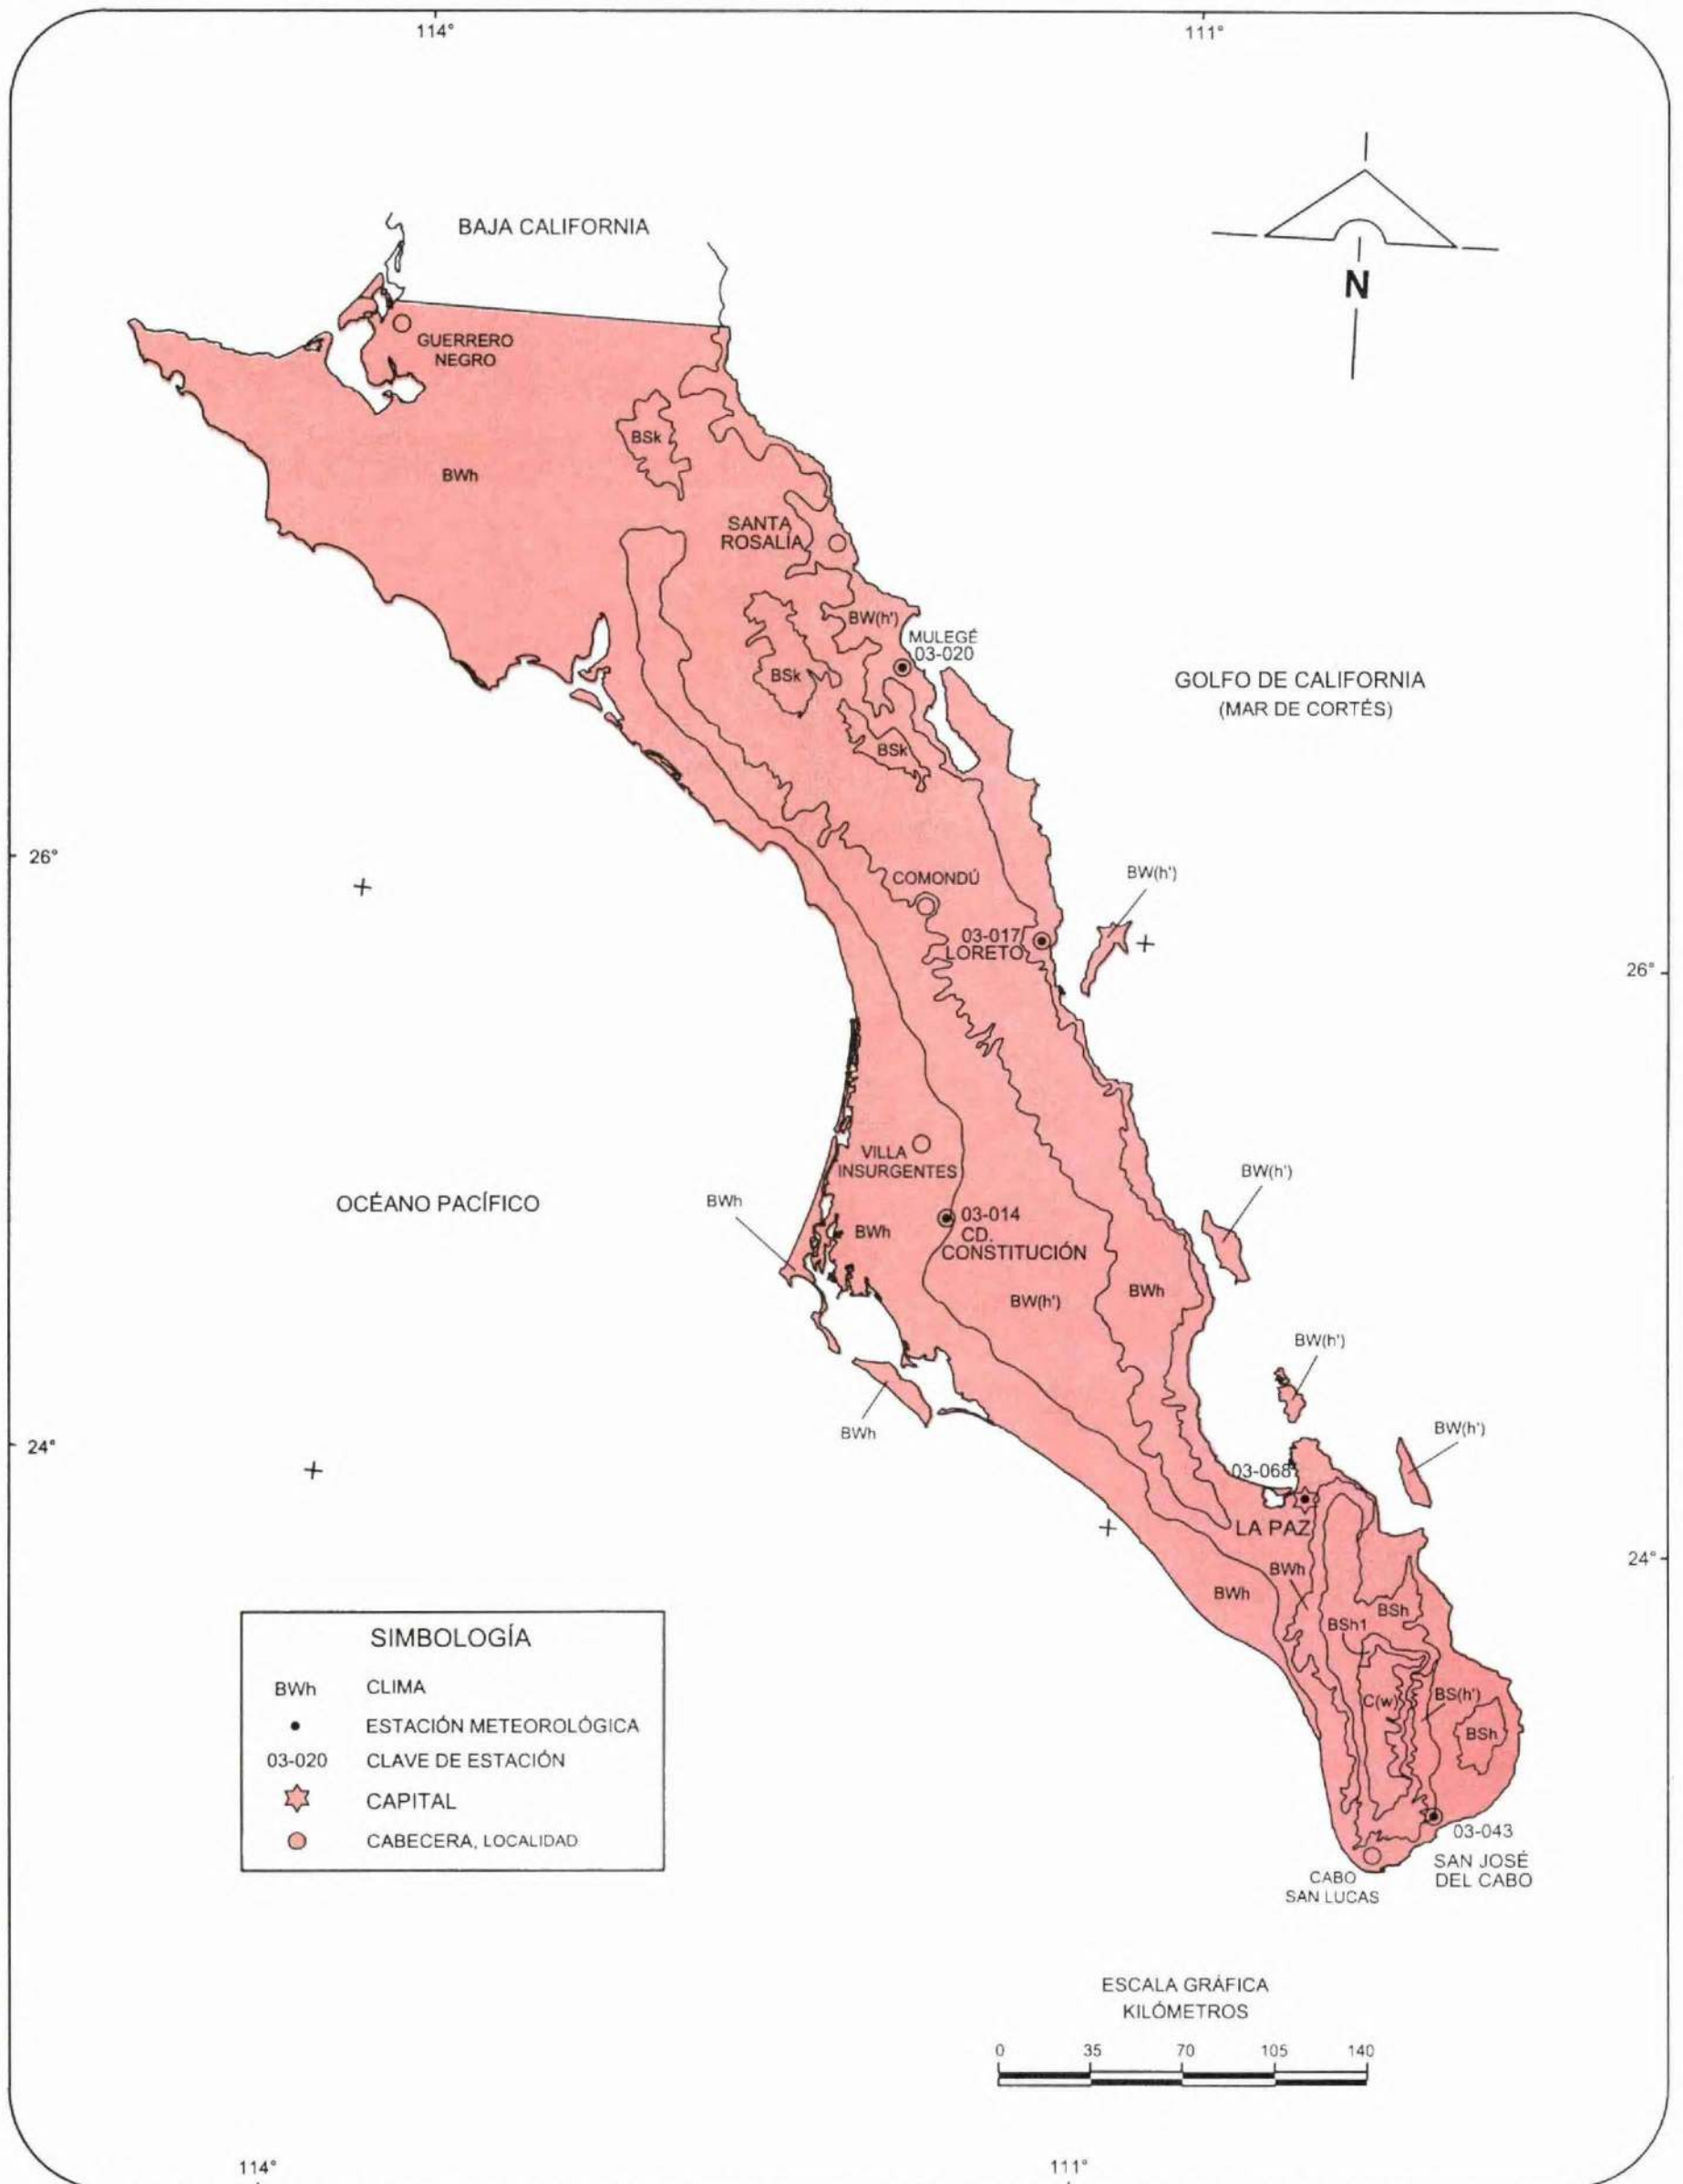 114°
111°
BAJA CALIFORNIA
N
GUERRERO
NEGRO
BSk
BWh
SANTA
ROSALÍA
BW(h')
MULEGÉ
03-020
BSk
GOLFO DE CALIFORNIA
(MAR DE CORTÉS)
BSk
26°
COMONDÚ
BW(h')
03-017
LORETO
26°
VILLA
INSURGENTES
BW(h')
OCÉANO PACÍFICO
BWh
BWh
03-014
CD.
CONSTITUCIÓN
BWh
BW(h')
BW(h')
BWh
BW(h')
24°
03-068
LA PAZ
24°
BWh
BWh
BSh
BSh1
C(w)
BS(h')
BSh
SIMBOLOGÍA
BWh CLIMA
ESTACIÓN METEOROLÓGICA
03-020 CLAVE DE ESTACIÓN
CAPITAL
CABECERA, LOCALIDAD
03-043
SAN JOSÉ
DEL CABO
CABO
SAN LUCAS
ESCALA GRÁFICA
KILÓMETROS
0 35 70 105 140
114°
111°